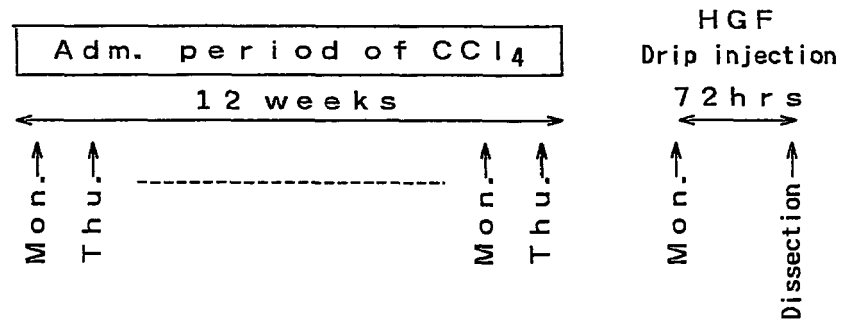 HGF
Adm. period of CCl4
Drip injection
12 weeks
72hrs
Mon.
Thu.
Mon.
Thu.
Mon.
Dissection